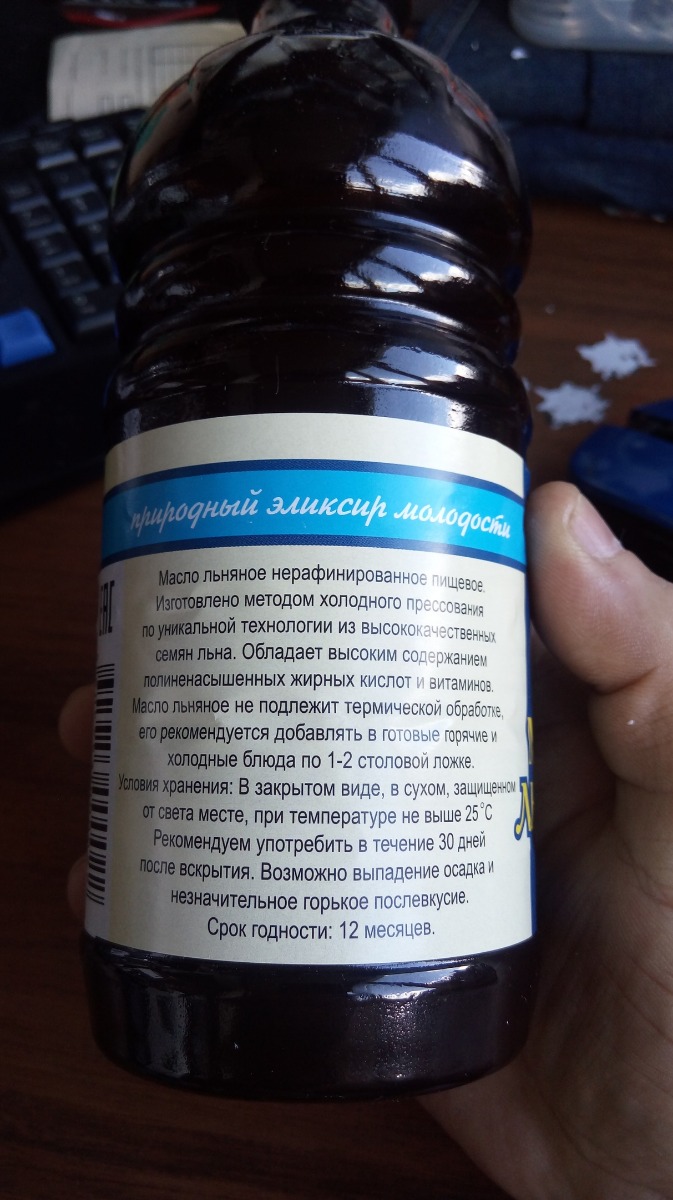 природный эликсир молодости
Масло льняное нерафинированное пищевое.
Изготовлено методом холодного прессования
по уникальной технологии из высококачественных
семян льна. Обладает высоким содержанием
полиненасышенных жирных кислот и витаминов.
Масло льняное не подлежит термической обработке,
его рекомендуется добавлять в готовые горячие и
холодные блюда по 1-2 столовой ложке.
Условия хранения: В закрытом виде, в сухом, защищенном
от света месте, при температуре не выше 25°С
Рекомендуем употребить в течение 30 дней
после вскрытия. Возможно выпадение осадка и
незначительное горькое послевкусие.
Срок годности: 12 месяцев.
EAC